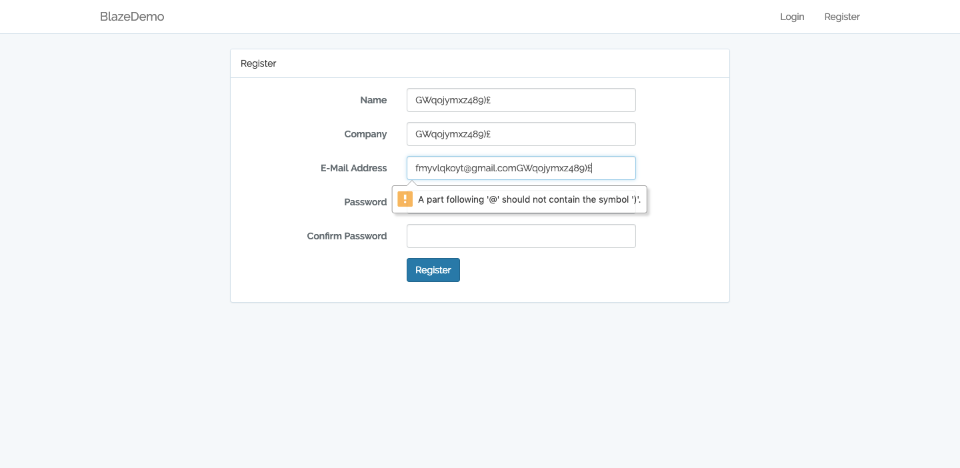 BlazeDemo
Login
Register
Register
Name
GWqojymxz489)£
Company
GWqojymxz489)£
E-Mail Address
fmyvlqkoyt@gmail.comGWqojymxz489)£
A part following '@' should not contain the symbol ')'.
Password
Confirm Password
Register